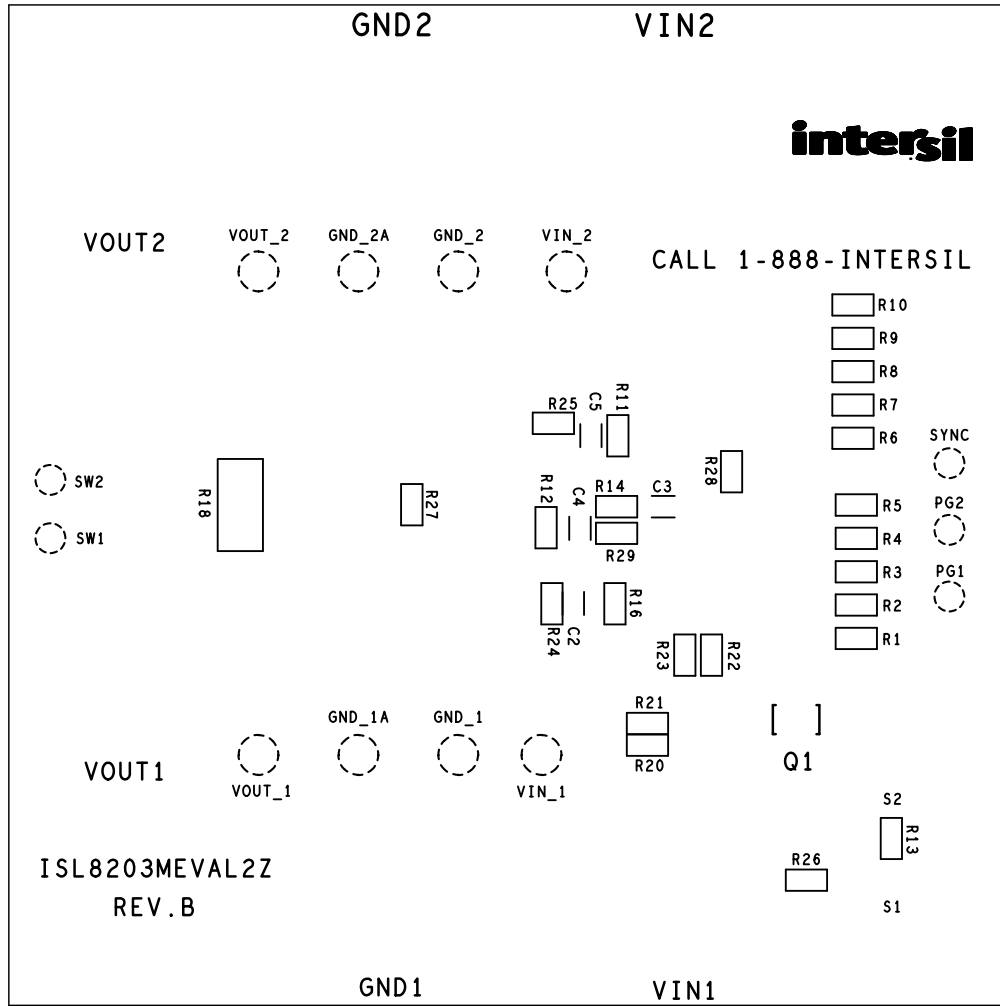 GND2 VIN2
intersil
VOUT2 VOUT_2 GND_2A GND_2 VIN_2
CALL 1-888-INTERSIL
R10
R9
R8
R7
R25 C5 R11
R6 SYNC
SW2 R18 R27 R12 C4 R14 C3 R28
R5 PG2
SW1 R29 R4
R3 PG1
R2
R24 C2 R16
R1
R23 R22
R21
GND_1A GND_1
R20 Q1
VOUT1 VOUT_1 VIN_1
S2
R13
R26
ISL8203MEVAL2Z
REV.B
S1
GND1 VIN1